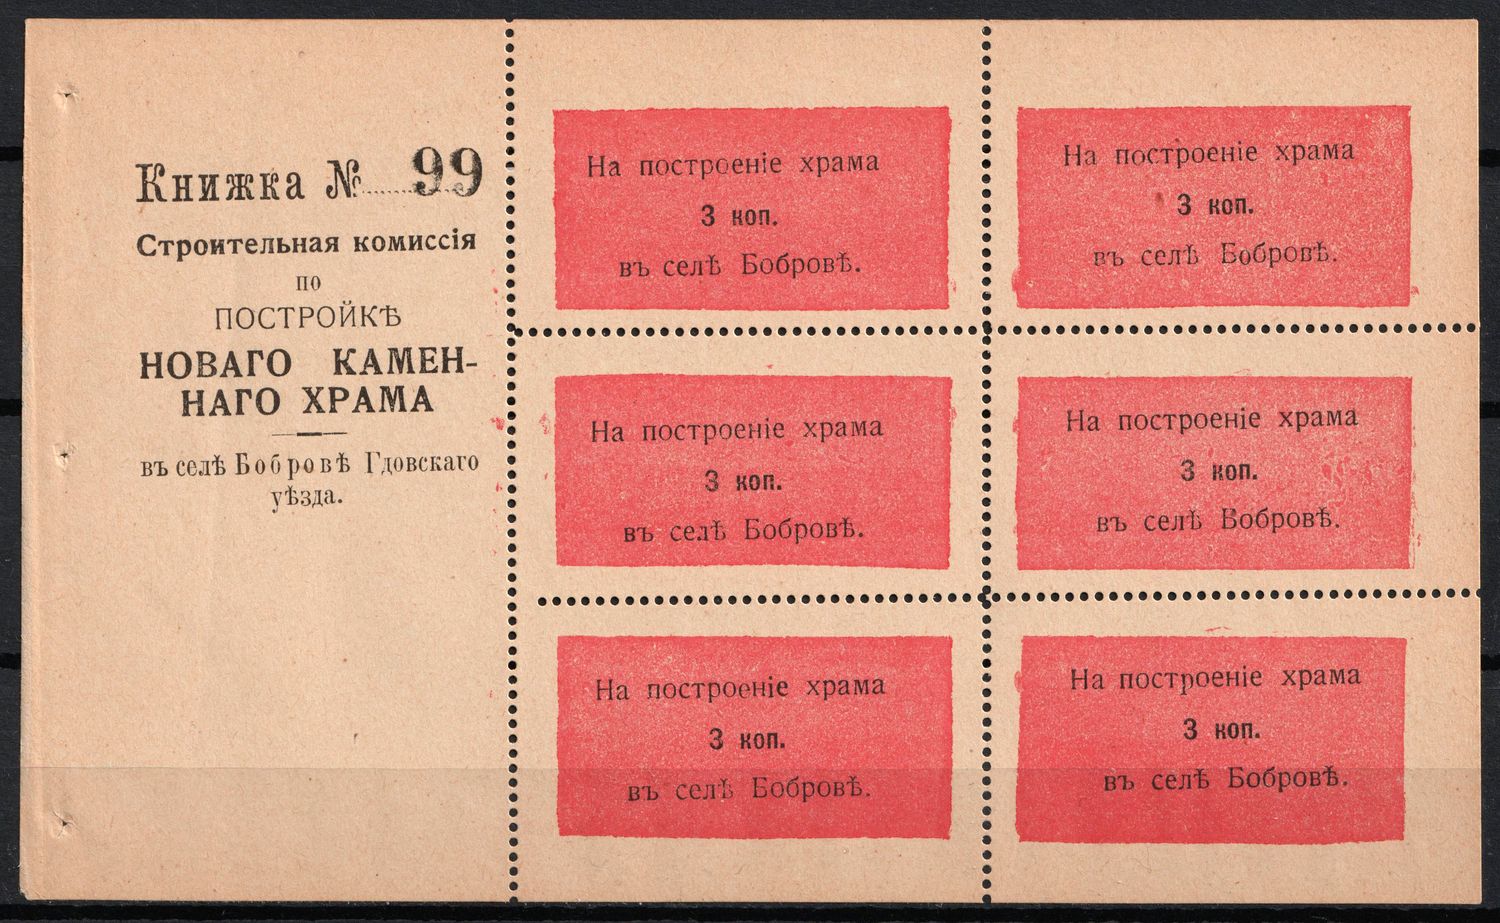 Книжка № 99
Строительная комиссія
по
ПОСТРОЙКѢ
НОВАГО КАМЕН-
НАГО ХРАМА
въ селѣ Бобровѣ Гдовскаго
уѣзда.
На построеніе храма
3 коп.
въ селѣ Бобровѣ.
На построеніе храма
3 коп.
въ селѣ Бобровѣ.
На построеніе храма
3 коп.
въ селѣ Бобровѣ.
На построеніе храма
3 коп.
въ селѣ Бобровѣ.
На построеніе храма
3 коп.
въ селѣ Бобровѣ.
На построеніе храма
3 коп.
въ селѣ Бобровѣ.